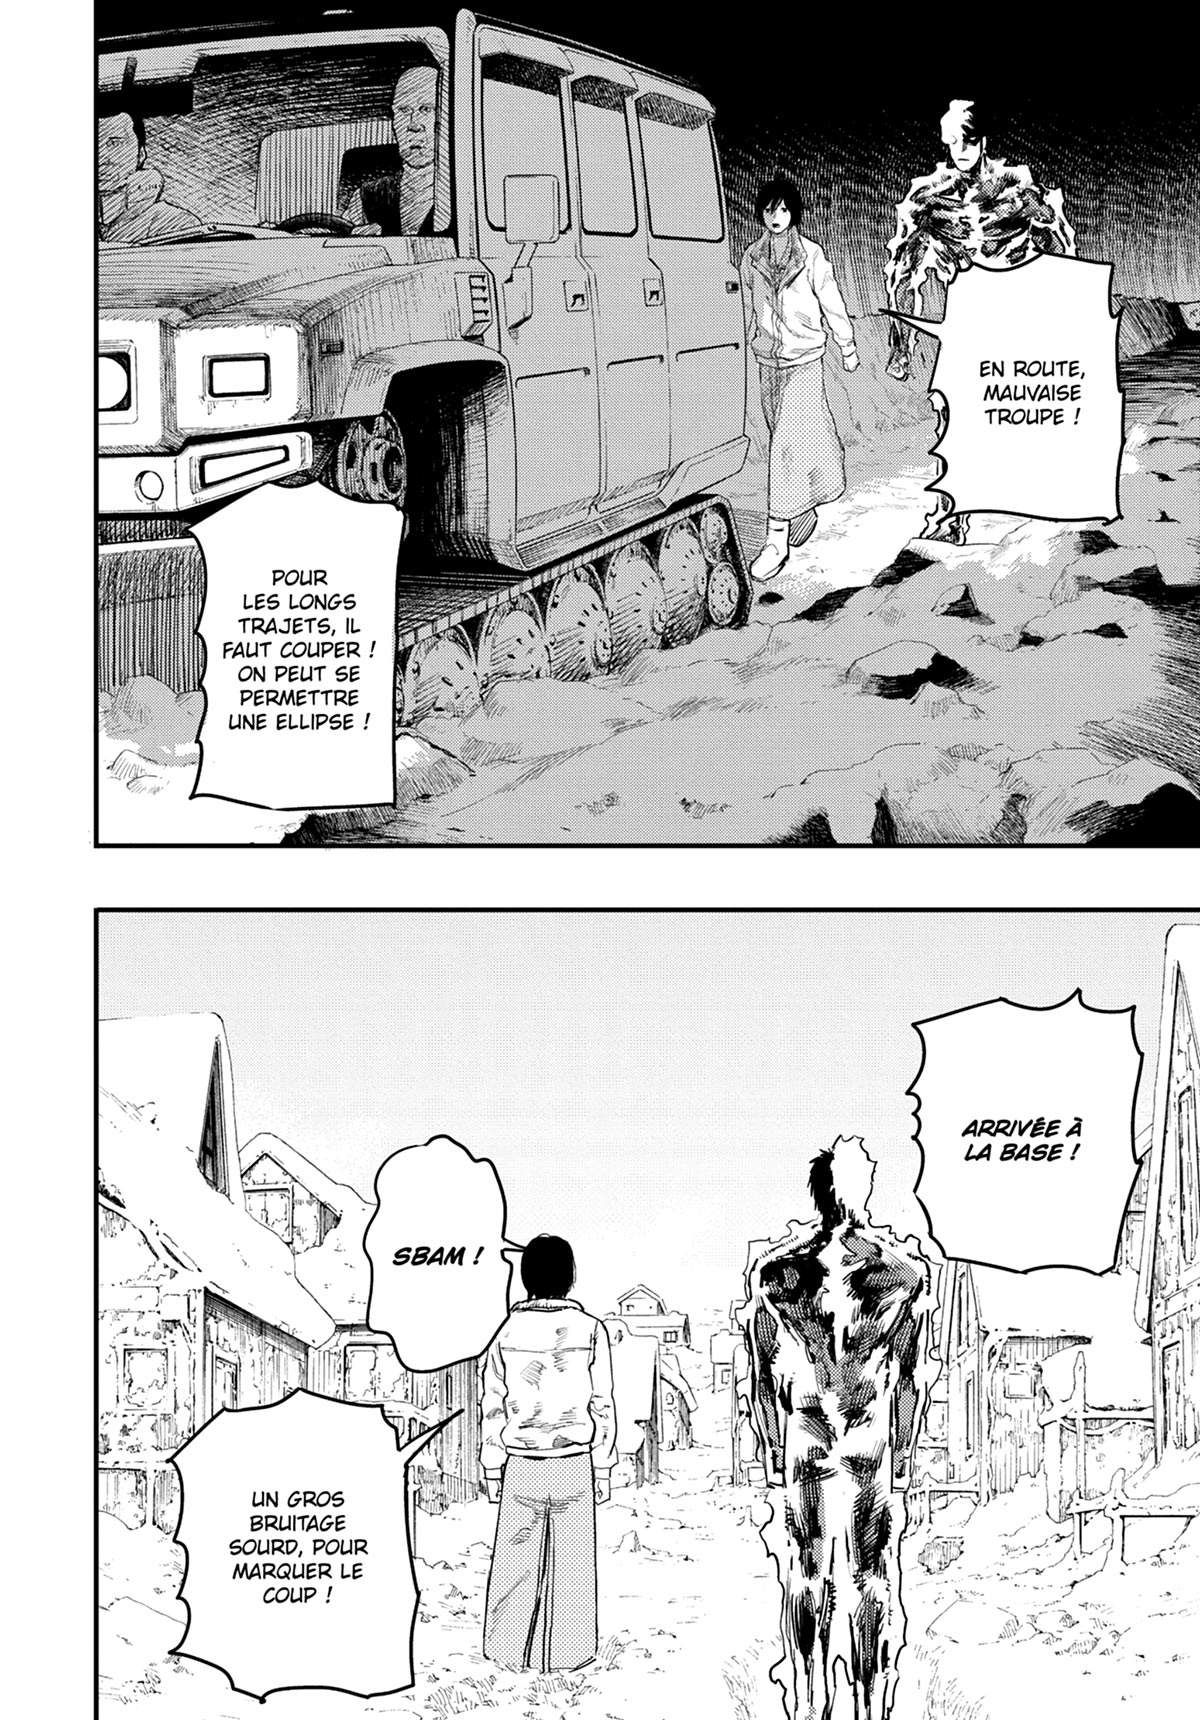 EN ROUTE,
MAUVAISE
TROUPE !
POUR
LES LONGS
TRAJETS, IL
FAUT COUPER !
ON PEUT SE
PERMETTRE
UNE ELLIPSE !
ARRIVÉE À
LA BASE !
SBAM !
UN GROS
BRUITAGE
SOURD, POUR
MARQUER LE
COUP !